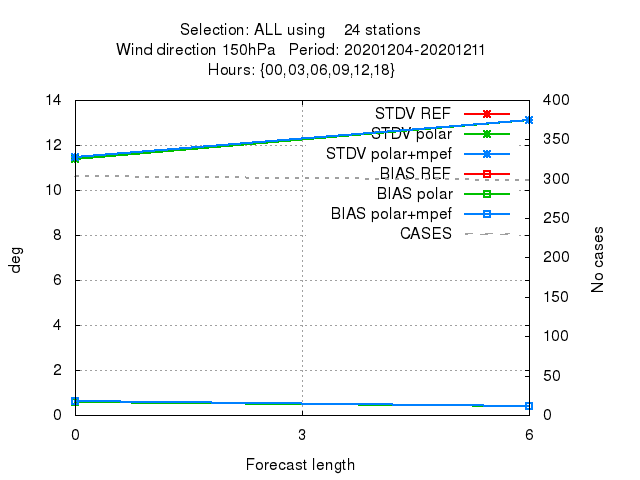 Selection: ALL using    24 stations
Wind direction 150hPa   Period: 20201204-20201211
Hours: {00,03,06,09,12,18}
14
12
10
8
6
4
2
0
deg
STDV REF
STDV polar
STDV polar+mpef
BIAS REF
BIAS polar
BIAS polar+mpef
CASES
400
350
300
250
200
150
100
50
0
No cases
0
3
6
Forecast length